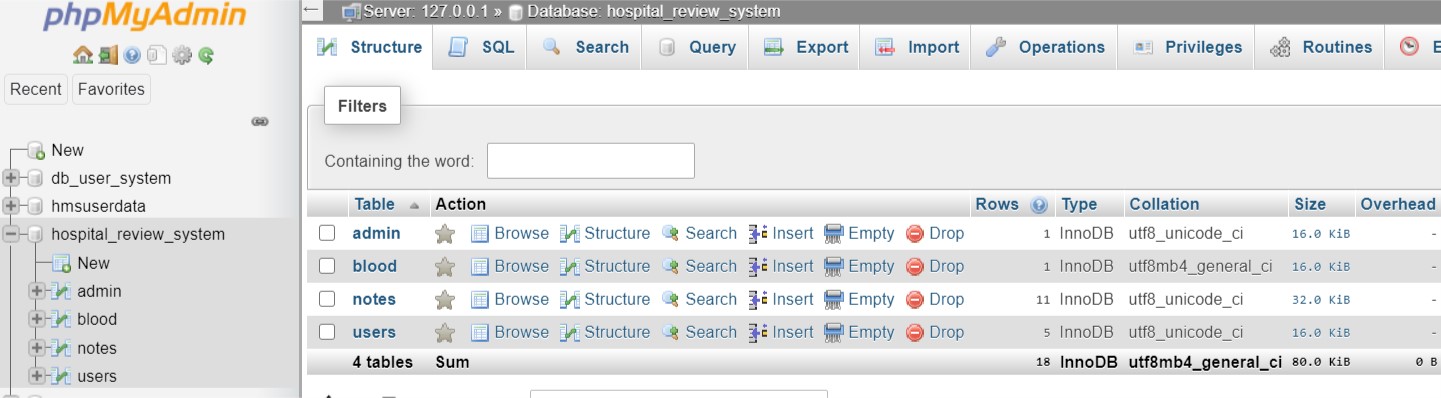 phpMyAdmin
Recent Favorites
New
db_user_system
hmsuserdata
hospital_review_system
New
admin
blood
notes
users
Server: 127.0.0.1 » Database: hospital_review_system
Structure SQL Search Query Export Import Operations Privileges Routines E
Filters
Containing the word:
Table Action Rows Type Collation Size Overhead
admin Browse Structure Search Insert Empty Drop 1 InnoDB utf8_unicode_ci 16.0 KiB -
blood Browse Structure Search Insert Empty Drop 1 InnoDB utf8mb4_general_ci 16.0 KiB -
notes Browse Structure Search Insert Empty Drop 11 InnoDB utf8_unicode_ci 32.0 KiB -
users Browse Structure Search Insert Empty Drop 5 InnoDB utf8_unicode_ci 16.0 KiB -
4 tables Sum 18 InnoDB utf8mb4_general_ci 80.0 KiB 0 B